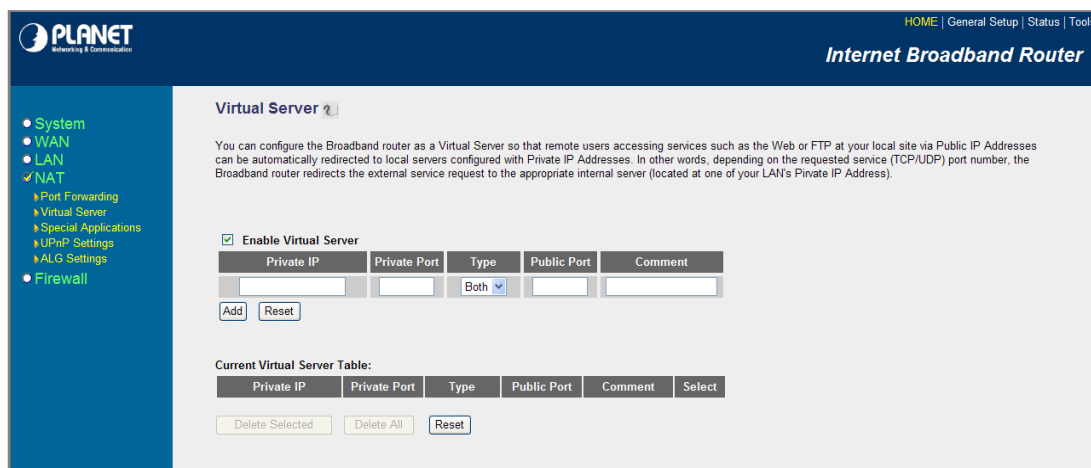 PLANET
Networking & Communication
HOME | General Setup | Status | Tools
Internet Broadband Router
System
WAN
LAN
NAT
Port Forwarding
Virtual Server
Special Applications
UPnP Settings
ALG Settings
Firewall
Virtual Server
You can configure the Broadband router as a Virtual Server so that remote users accessing services such as the Web or FTP at your local site via Public IP Addresses
can be automatically redirected to local servers configured with Private IP Addresses. In other words, depending on the requested service (TCP/UDP) port number, the
Broadband router redirects the external service request to the appropriate internal server (located at one of your LAN's Private IP Address).
Enable Virtual Server
Private IP Private Port Type Public Port Comment
Both
Add Reset
Current Virtual Server Table:
Private IP Private Port Type Public Port Comment Select
Delete Selected Delete All Reset